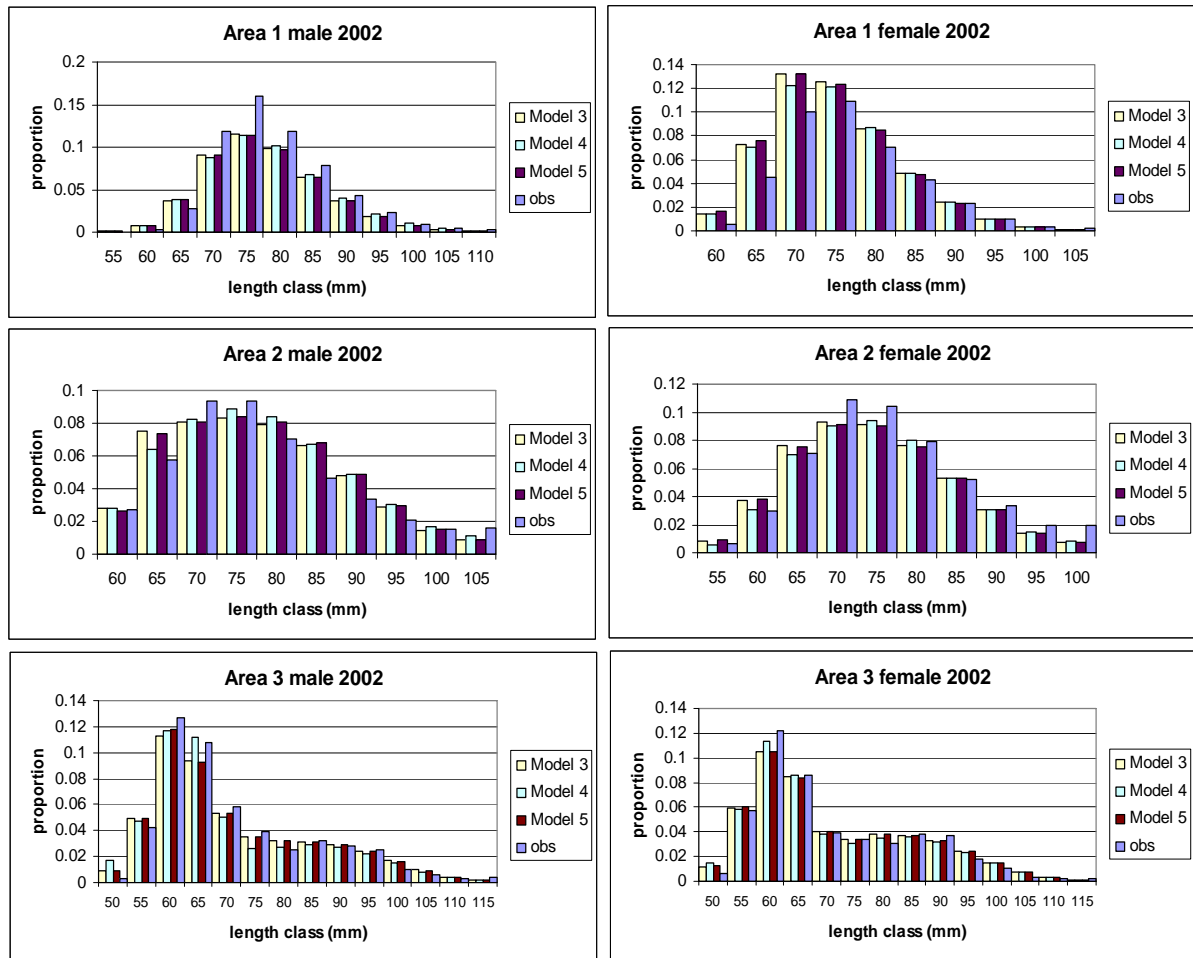 Area 1 male 2002
proportion
0.2
0.15
0.1
0.05
0
55 60 65 70 75 80 85 90 95 100 105 110
length class (mm)
Model 3
Model 4
Model 5
obs
Area 1 female 2002
proportion
0.14
0.12
0.1
0.08
0.06
0.04
0.02
0
60 65 70 75 80 85 90 95 100 105
length class (mm)
Model 3
Model 4
Model 5
obs
Area 2 male 2002
proportion
0.1
0.08
0.06
0.04
0.02
0
60 65 70 75 80 85 90 95 100 105
length class (mm)
Model 3
Model 4
Model 5
obs
Area 2 female 2002
proportion
0.12
0.1
0.08
0.06
0.04
0.02
0
55 60 65 70 75 80 85 90 95 100
length class (mm)
Model 3
Model 4
Model 5
obs
Area 3 male 2002
proportion
0.14
0.12
0.1
0.08
0.06
0.04
0.02
0
50 55 60 65 70 75 80 85 90 95 100 105 110 115
length class (mm)
Model 3
Model 4
Model 5
obs
Area 3 female 2002
proportion
0.14
0.12
0.1
0.08
0.06
0.04
0.02
0
50 55 60 65 70 75 80 85 90 95 100 105 110 115
length class (mm)
Model 3
Model 4
Model 5
obs